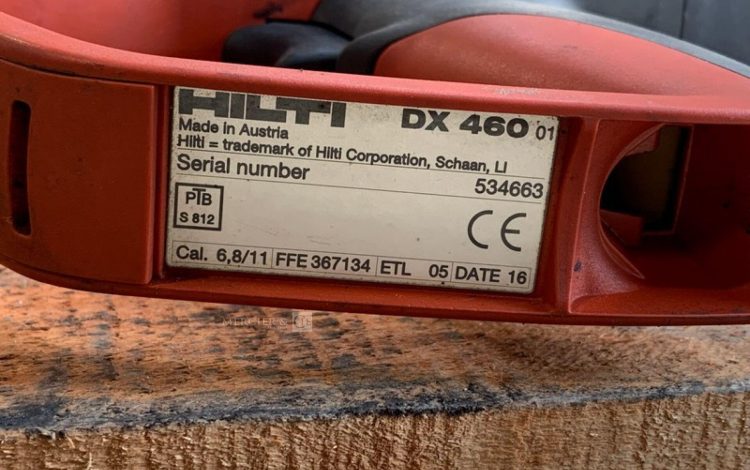 HILTI DX 460 01
Made in Austria
Hilti = trademark of Hilti Corporation, Schaan, LI
Serial number 534663
PTB
S 812
CE
Cal. 6,8/11 FFE 367134 ETL 05 DATE 16
MERCIER &